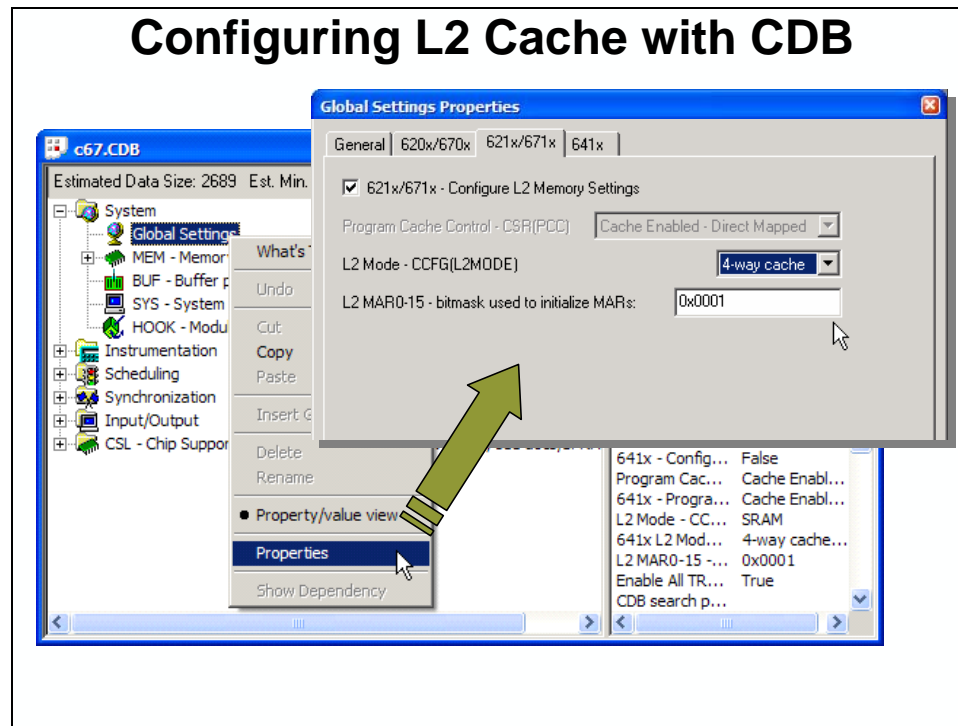 Configuring L2 Cache with CDB
Global Settings Properties
General 620x/670x 621x/671x 641x
621x/671x - Configure L2 Memory Settings
Program Cache Control - CSR(PCC) Cache Enabled - Direct Mapped
L2 Mode - CCFG(L2MODE) 4-way cache
L2 MAR0-15 - bitmask used to initialize MARs: 0x0001
c67.CDB
Estimated Data Size: 2689 Est. Min.
System
Global Settings
MEM - Memor
BUF - Buffer p
SYS - System
HOOK - Modu
Instrumentation
Scheduling
Synchronization
Input/Output
CSL - Chip Suppor
What's
Undo
Cut
Copy
Paste
Insert
Delete
Rename
Property/value view
Properties
Show Dependency
641x - Config... False
Program Cac... Cache Enabl...
641x - Progra... Cache Enabl...
L2 Mode - CC... SRAM
641x L2 Mod... 4-way cache...
L2 MAR0-15 -... 0x0001
Enable All TR... True
CDB search p...